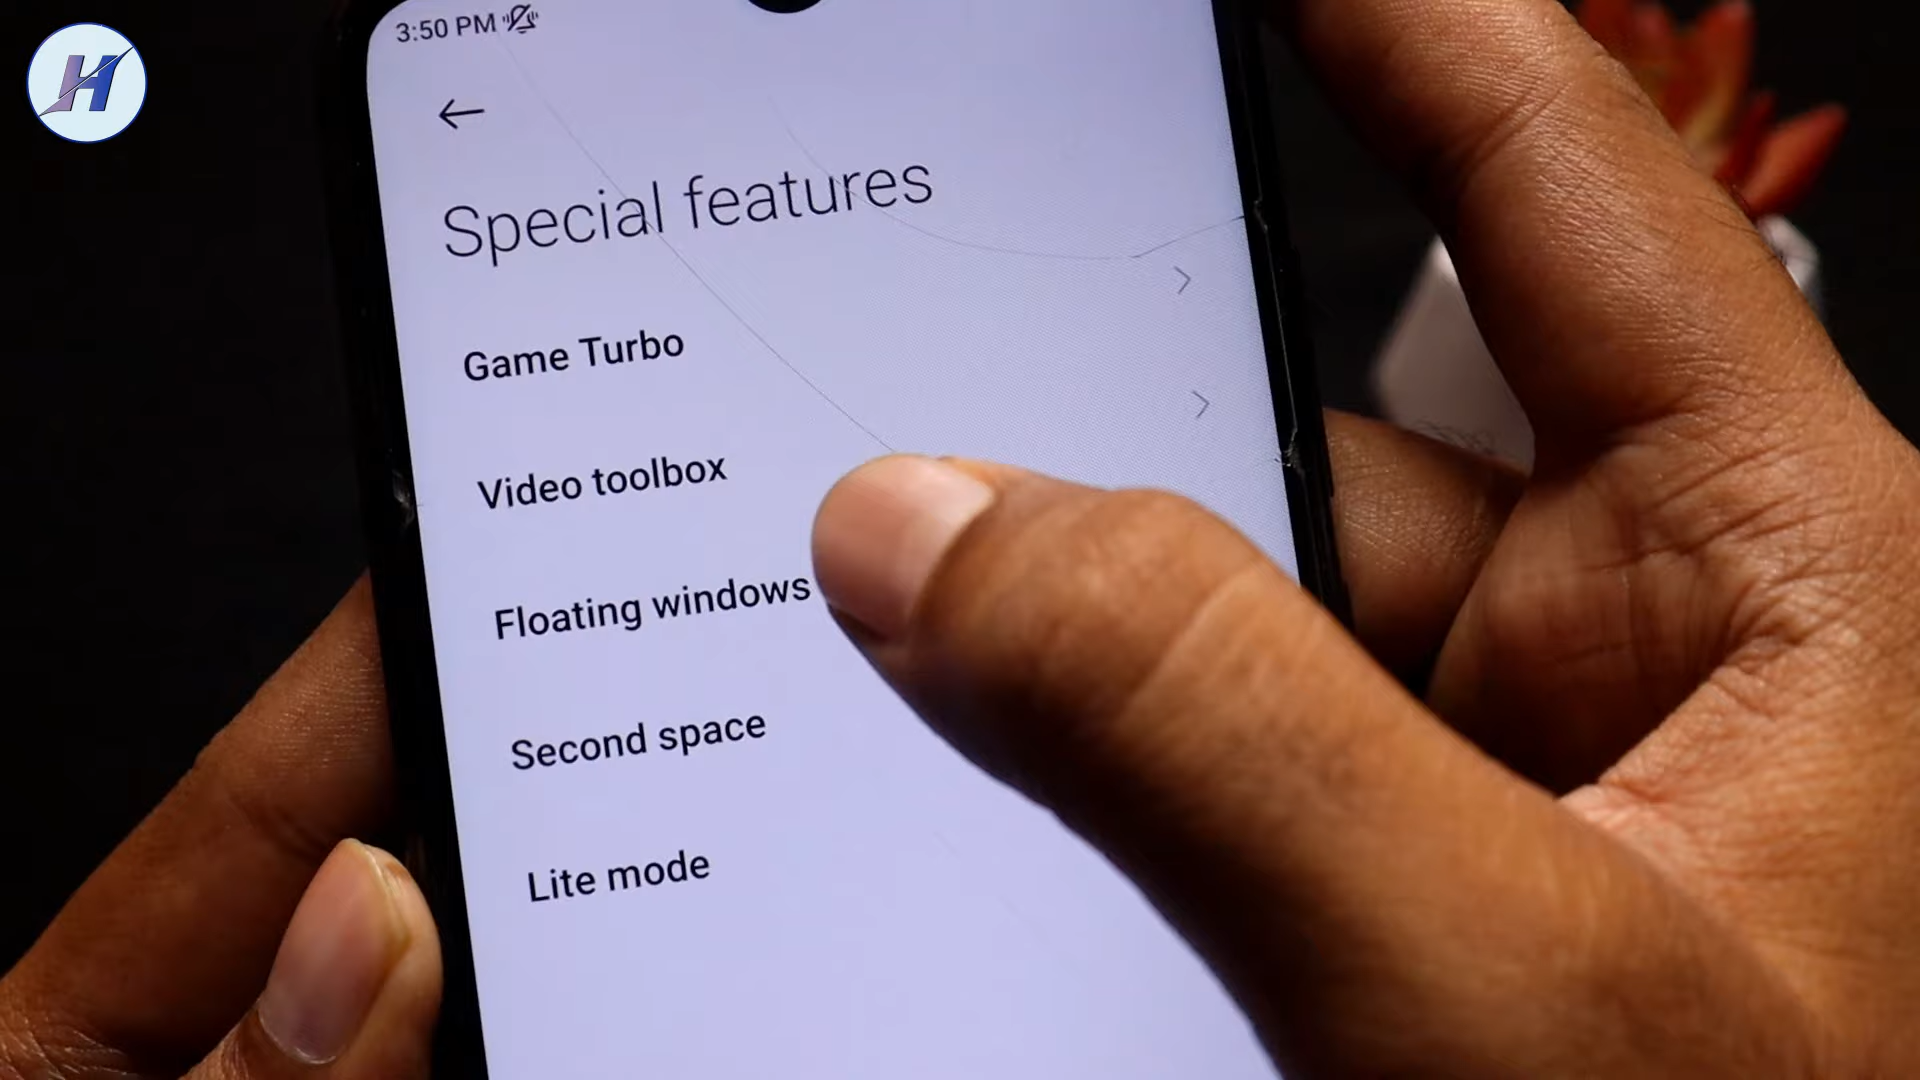 H
3:50 PM
Special features
Game Turbo
Video toolbox
Floating windows
Second space
Lite mode